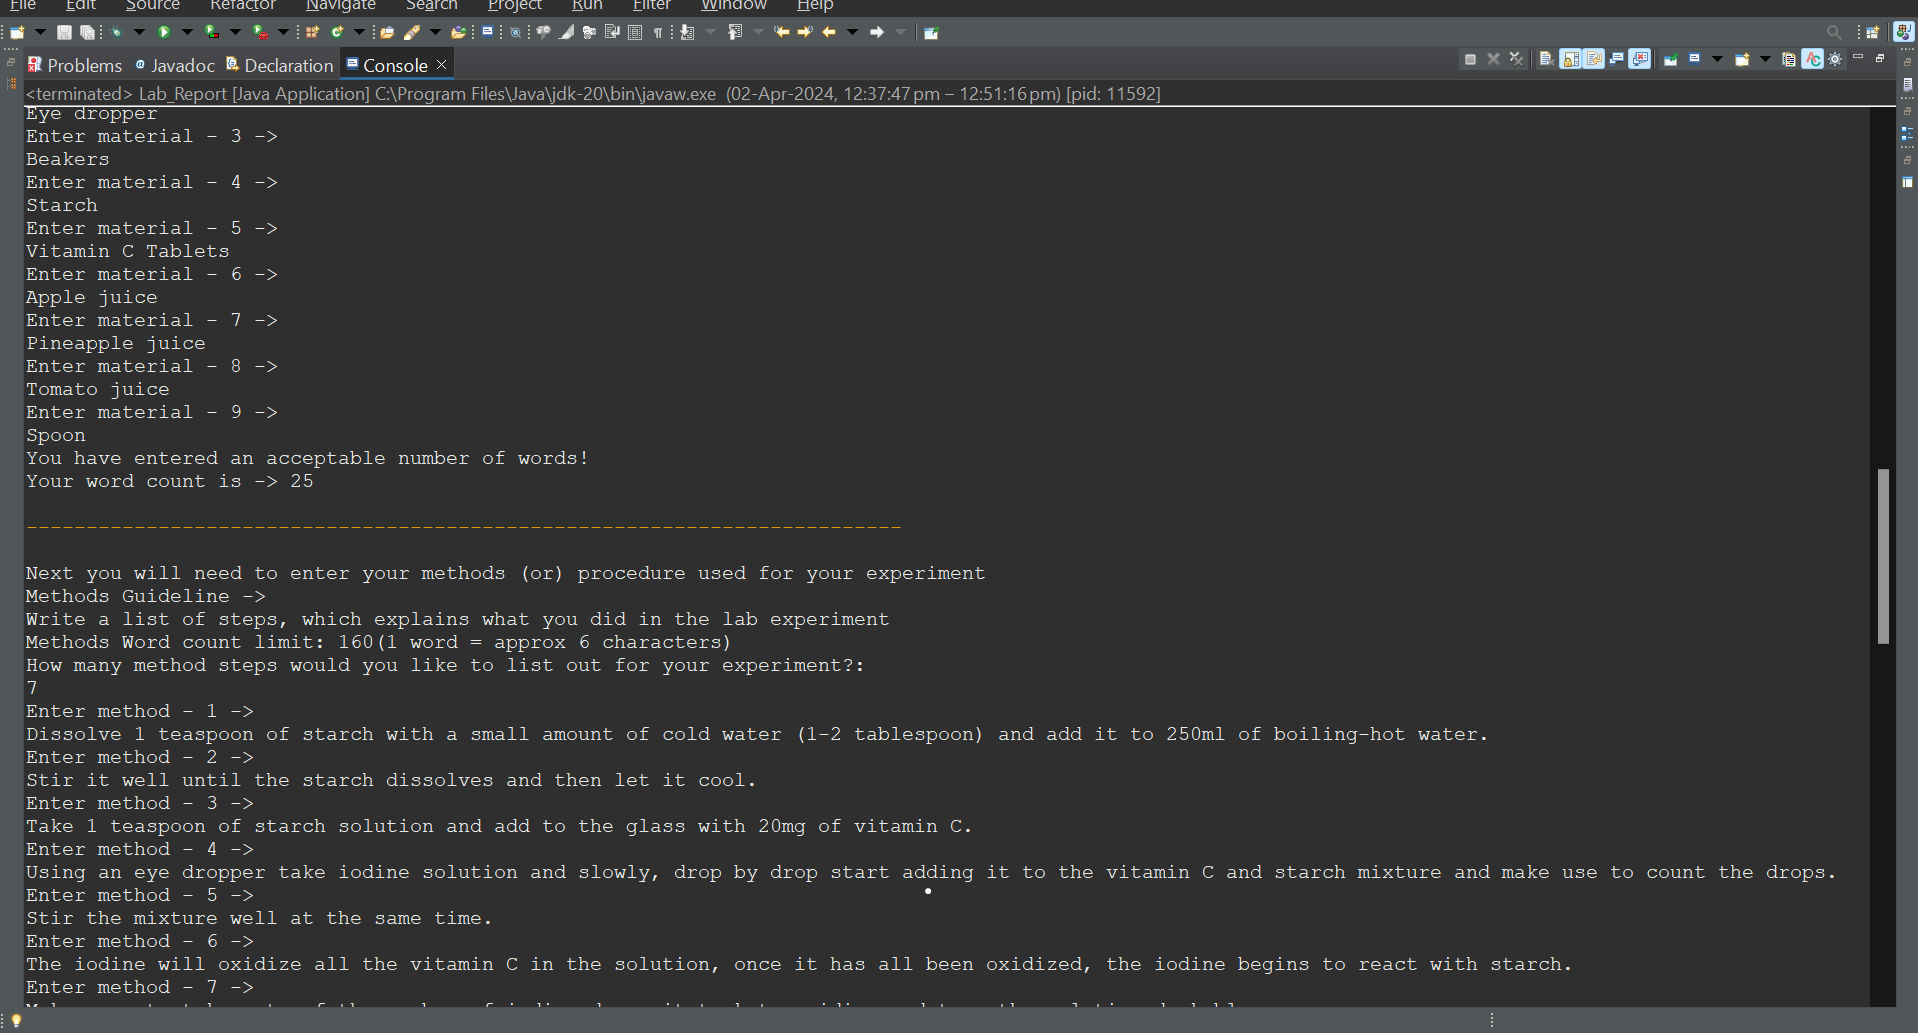 File Edit Source Refactor Navigate Search Project Run Filter Window Help
Problems Javadoc Declaration Console
<terminated> Lab_Report [Java Application] C:\Program Files\Java\jdk-20\bin\javaw.exe (02-Apr-2024, 12:37:47 pm – 12:51:16 pm) [pid: 11592]
Eye dropper
Enter material - 3 ->
Beakers
Enter material - 4 ->
Starch
Enter material - 5 ->
Vitamin C Tablets
Enter material - 6 ->
Apple juice
Enter material - 7 ->
Pineapple juice
Enter material - 8 ->
Tomato juice
Enter material - 9 ->
Spoon
You have entered an acceptable number of words!
Your word count is -> 25
-------------------------------------------------------------------------
Next you will need to enter your methods (or) procedure used for your experiment
Methods Guideline ->
Write a list of steps, which explains what you did in the lab experiment
Methods Word count limit: 160(1 word = approx 6 characters)
How many method steps would you like to list out for your experiment?:
7
Enter method - 1 ->
Dissolve 1 teaspoon of starch with a small amount of cold water (1-2 tablespoon) and add it to 250ml of boiling-hot water.
Enter method - 2 ->
Stir it well until the starch dissolves and then let it cool.
Enter method - 3 ->
Take 1 teaspoon of starch solution and add to the glass with 20mg of vitamin C.
Enter method - 4 ->
Using an eye dropper take iodine solution and slowly, drop by drop start adding it to the vitamin C and starch mixture and make use to count the drops.
Enter method - 5 ->
Stir the mixture well at the same time.
Enter method - 6 ->
The iodine will oxidize all the vitamin C in the solution, once it has all been oxidized, the iodine begins to react with starch.
Enter method - 7 ->